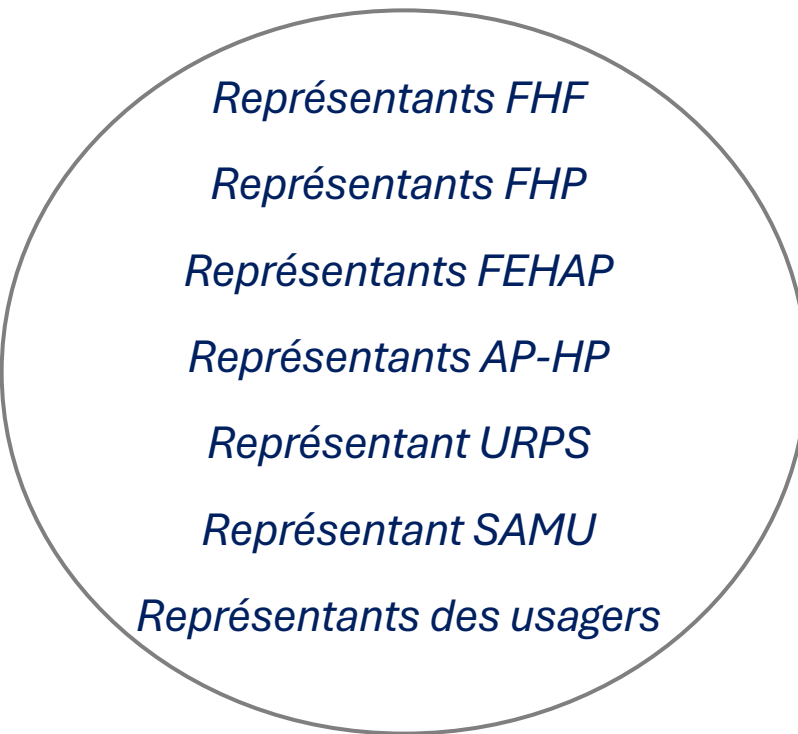 Représentants FHF
Représentants FHP
Représentants FEHAP
Représentants AP-HP
Représentant URPS
Représentant SAMU
Représentants des usagers